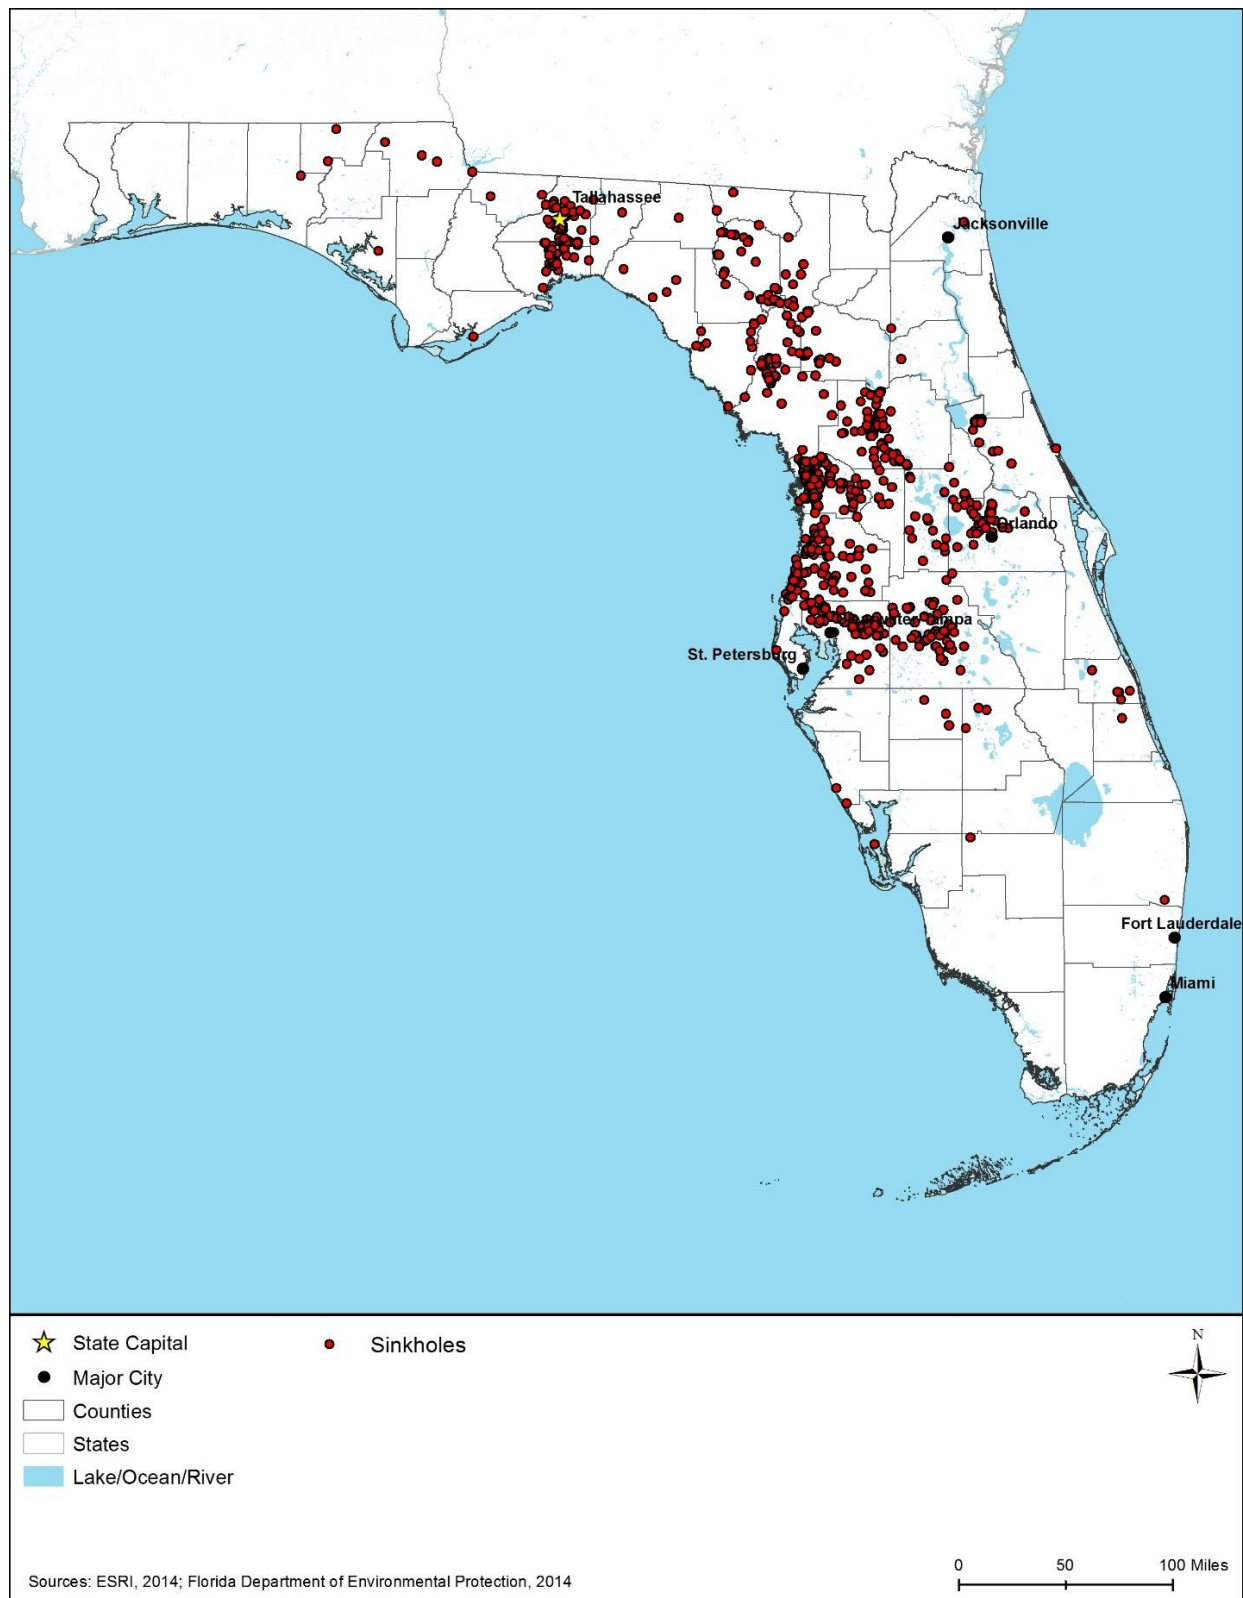 Tallahassee
Jacksonville
Orlando
Tampa
St. Petersburg
Fort Lauderdale
Miami
State Capital
Sinkholes
N
Major City
Counties
States
Lake/Ocean/River
0 50 100 Miles
Sources: ESRI, 2014; Florida Department of Environmental Protection, 2014